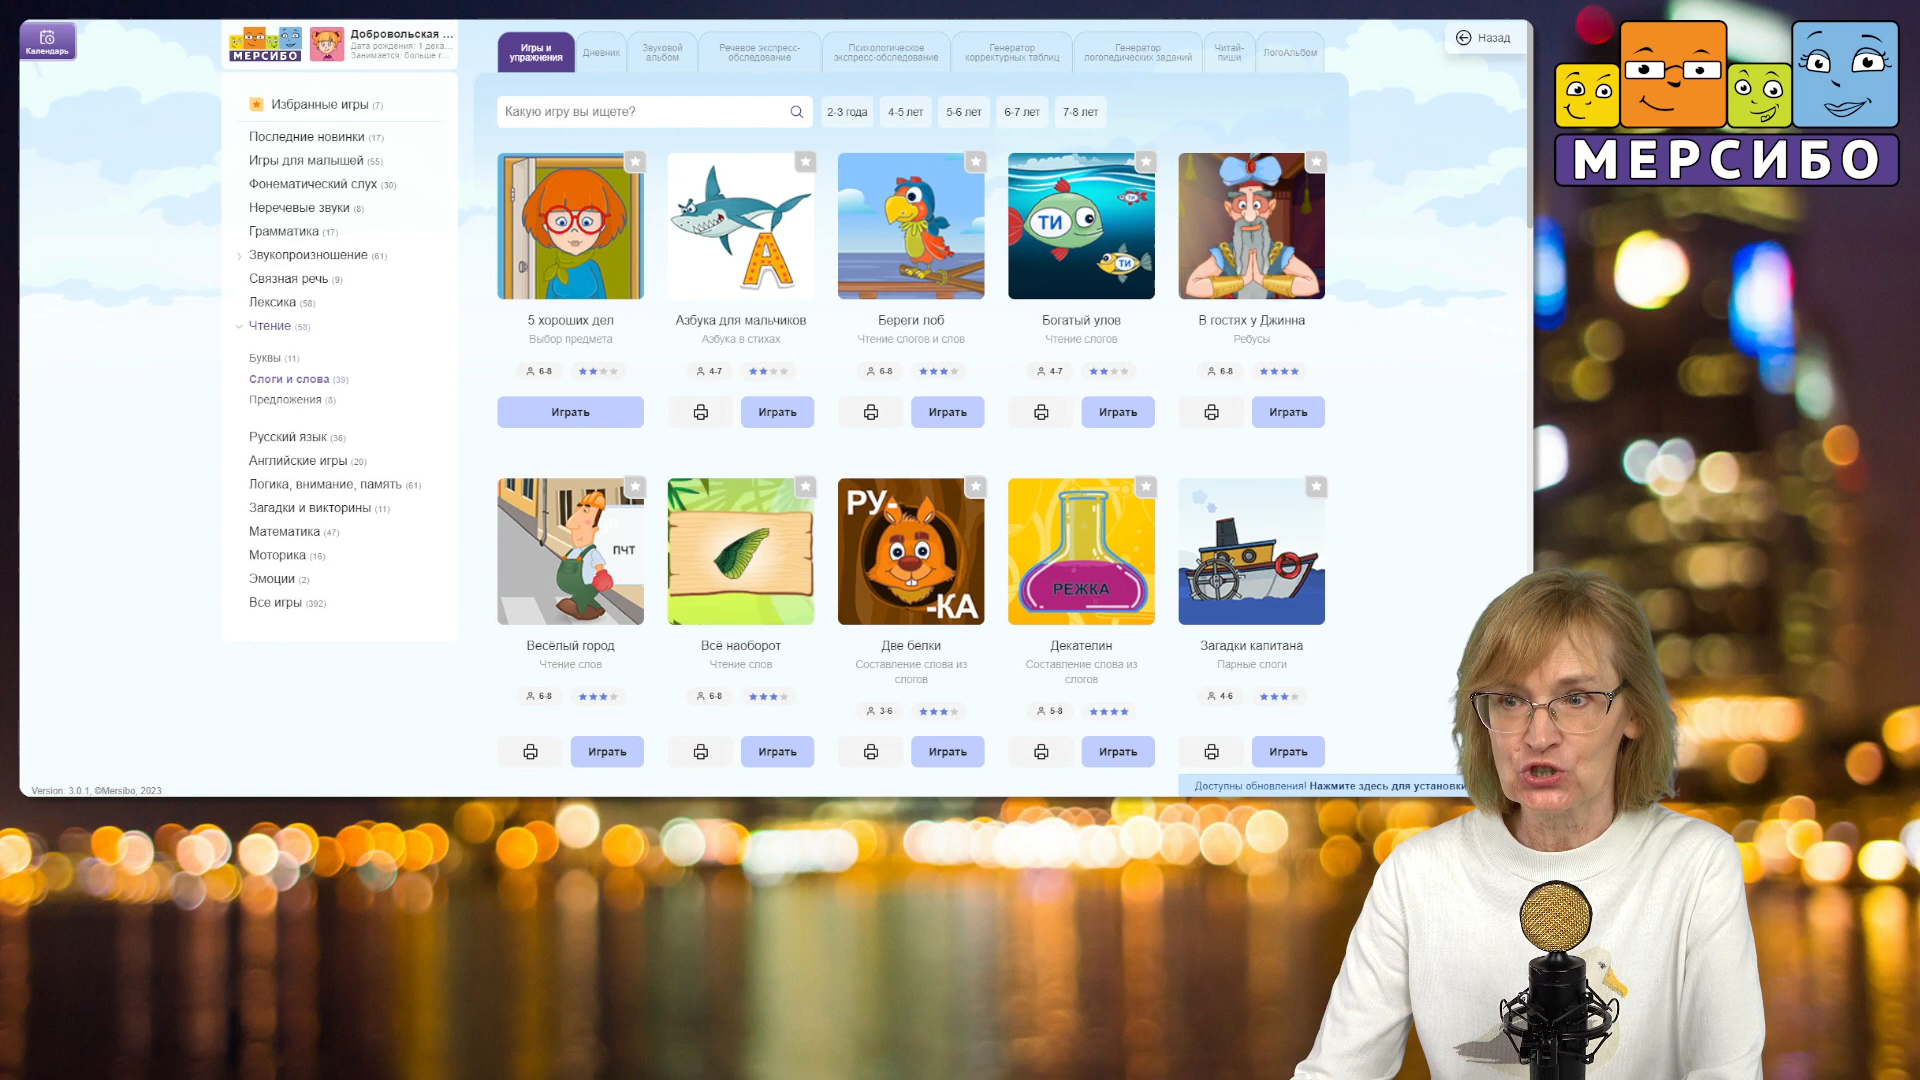 Календарь
МЕРСИБО
Добровольская ...
Дата рождения: 1 дека...
Занимается: больше г...
Избранные игры (7)
Последние новинки (17)
Игры для малышей (55)
Фонематический слух (30)
Неречевые звуки (8)
Грамматика (17)
Звукопроизношение (61)
Связная речь (9)
Лексика (58)
Чтение (58)
Буквы (11)
Слоги и слова (39)
Предложения (8)
Русский язык (36)
Английские игры (20)
Логика, внимание, память (61)
Загадки и викторины (11)
Математика (47)
Моторика (16)
Эмоции (2)
Все игры (392)
Version: 3.0.1, ©Mersibo, 2023
Игры и упражнения
Дневник
Звуковой альбом
Речевое экспресс-обследование
Психологическое экспресс-обследование
Генератор корректурных таблиц
Генератор логопедических заданий
Читай-пиши
ЛогоАльбом
Назад
Какую игру вы ищете?
2-3 года
4-5 лет
5-6 лет
6-7 лет
7-8 лет
А
ТИ
ТИ
ТИ
5 хороших дел
Выбор предмета
6-8
Играть
Азбука для мальчиков
Азбука в стихах
4-7
Играть
Береги лоб
Чтение слогов и слов
6-8
Играть
Богатый улов
Чтение слогов
4-7
Играть
В гостях у Джинна
Ребусы
6-8
Играть
ПЧТ
РУ-
-КА
РЕЖКА
Весёлый город
Чтение слов
6-8
Играть
Всё наоборот
Чтение слов
6-8
Играть
Две белки
Составление слова из
слогов
3-6
Играть
Декателин
Составление слова из
слогов
5-8
Играть
Загадки капитана
Парные слоги
4-6
Играть
Доступны обновления! Нажмите здесь для установки
МЕРСИБО